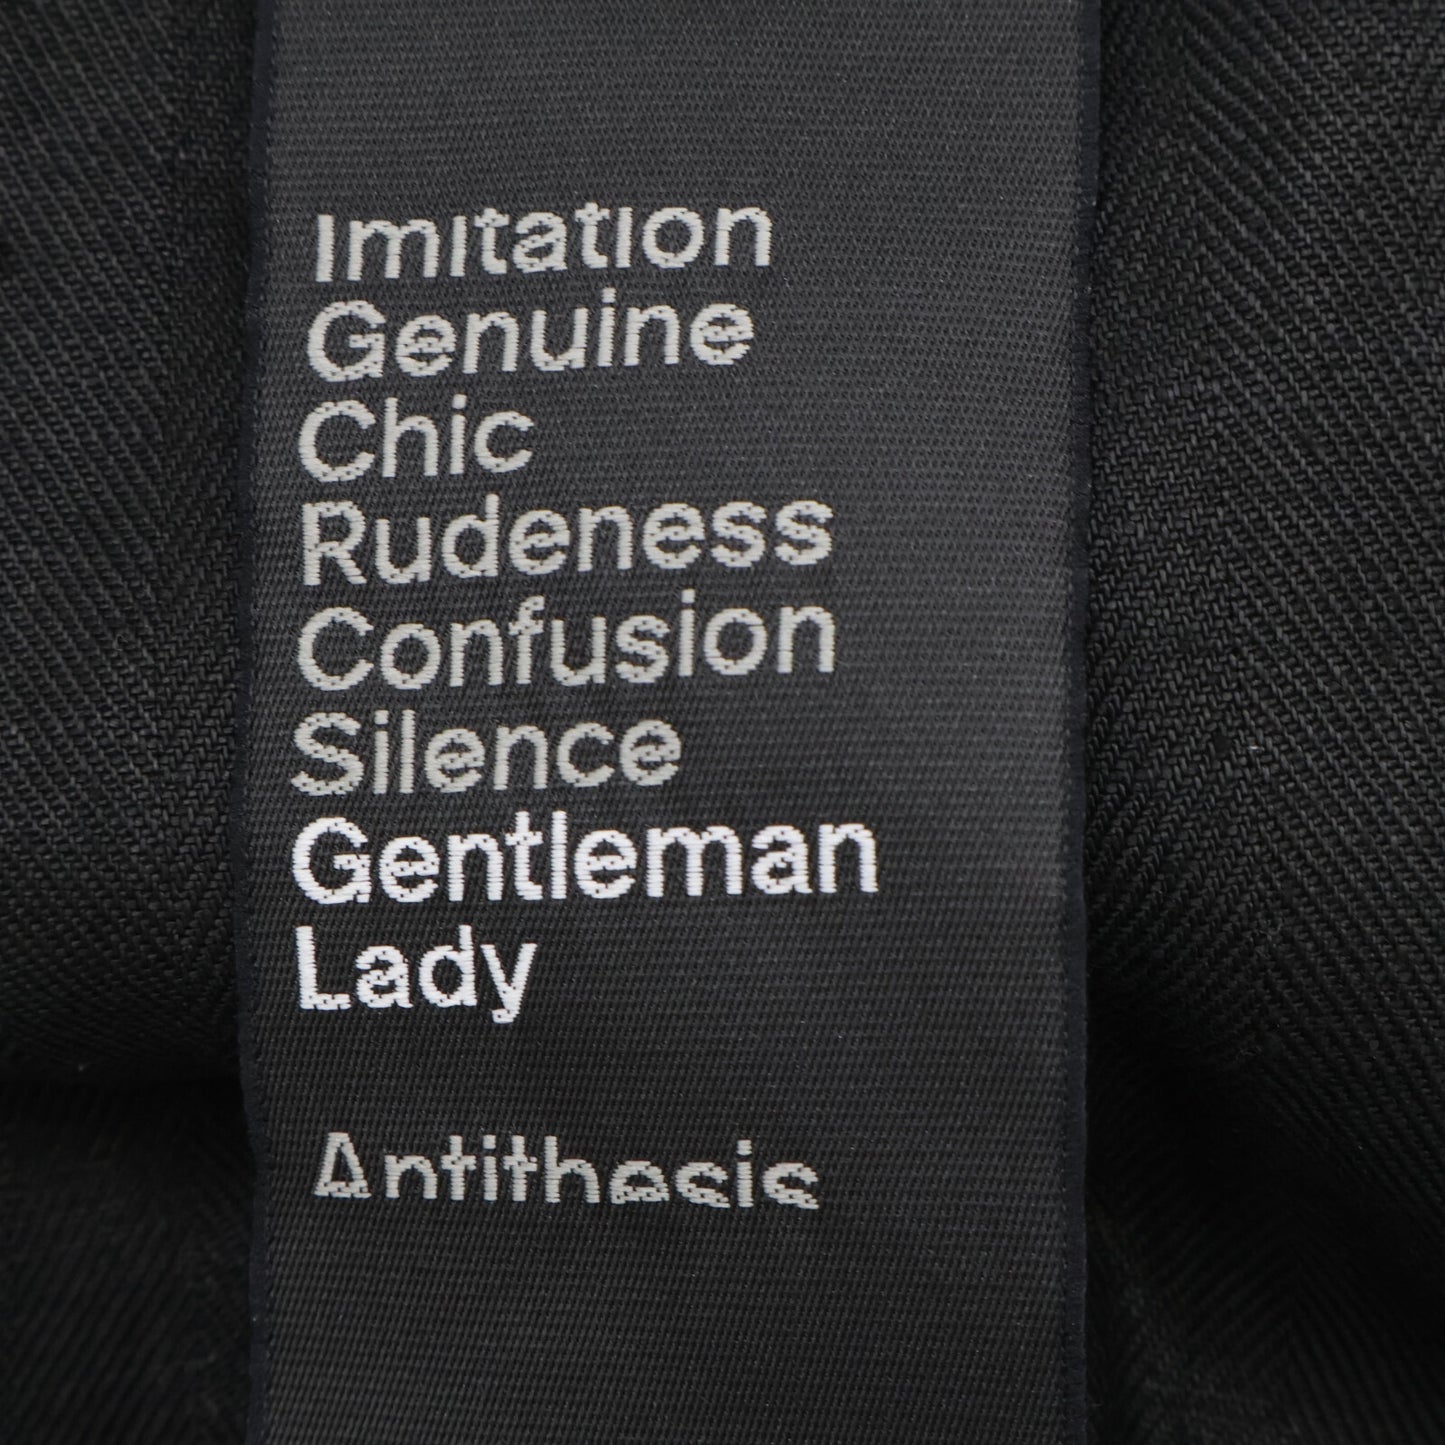 Imitation
Genuine
Chic
Rudeness
Confusion
Silence
Gentleman
Lady
Antithesis